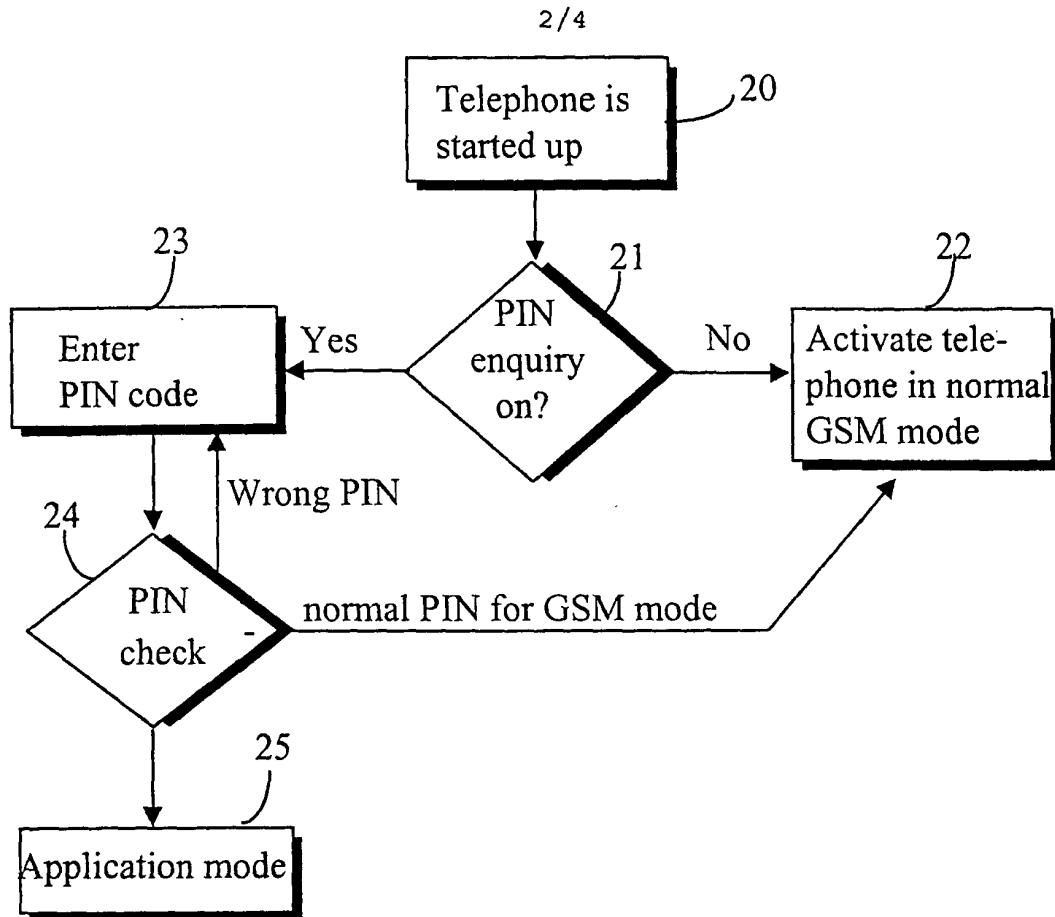 2/4
Telephone is
started up
20
23
21
22
PIN
enquiry
on?
Yes
No
Enter
PIN code
Activate tele-
phone in normal
GSM mode
Wrong PIN
24
PIN
check
normal PIN for GSM mode
25
Application mode